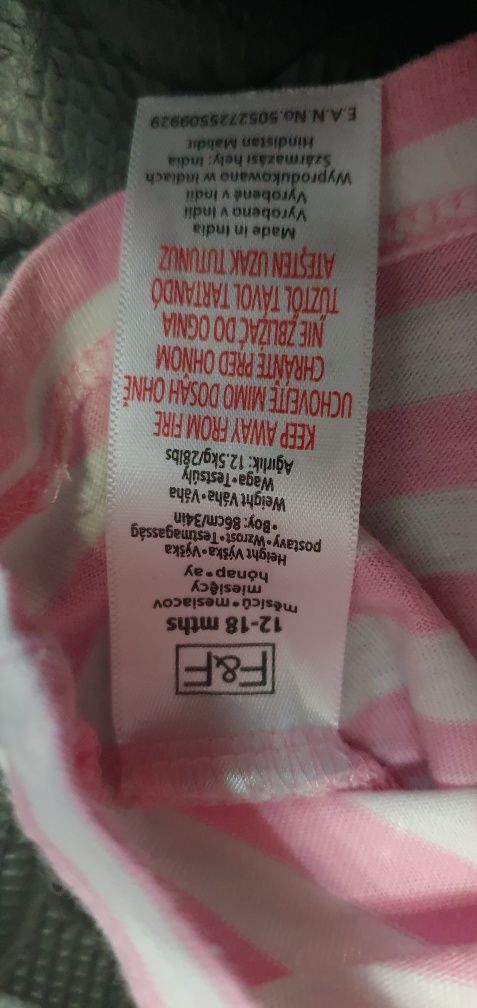 F&F
12-18 mths
měsíců•mesiacov
miesięcy
hónap•ay
Height Výška•Výška
postavy•Wzrost•Testmagasság
•Boy: 86cm/34in
Weight Váha•Váha
Waga•Testsúly
Ağırlık: 12.5kg/28lbs
KEEP AWAY FROM FIRE
UCHOVEJTE MIMO DOSAH OHNĚ
CHRÁNTE PRED OHŇOM
NIE ZBLIŻAĆ DO OGNIA
TŰZTŐL TÁVOL TARTANDÓ
ATEŞTEN UZAK TUTUNUZ
Made in India
Vyrobeno v Indii
Vyrobené v Indii
Wyprodukowano w Indiach
Származási hely: India
Hindistan Malıdır
E.A.N.No.5052725509929